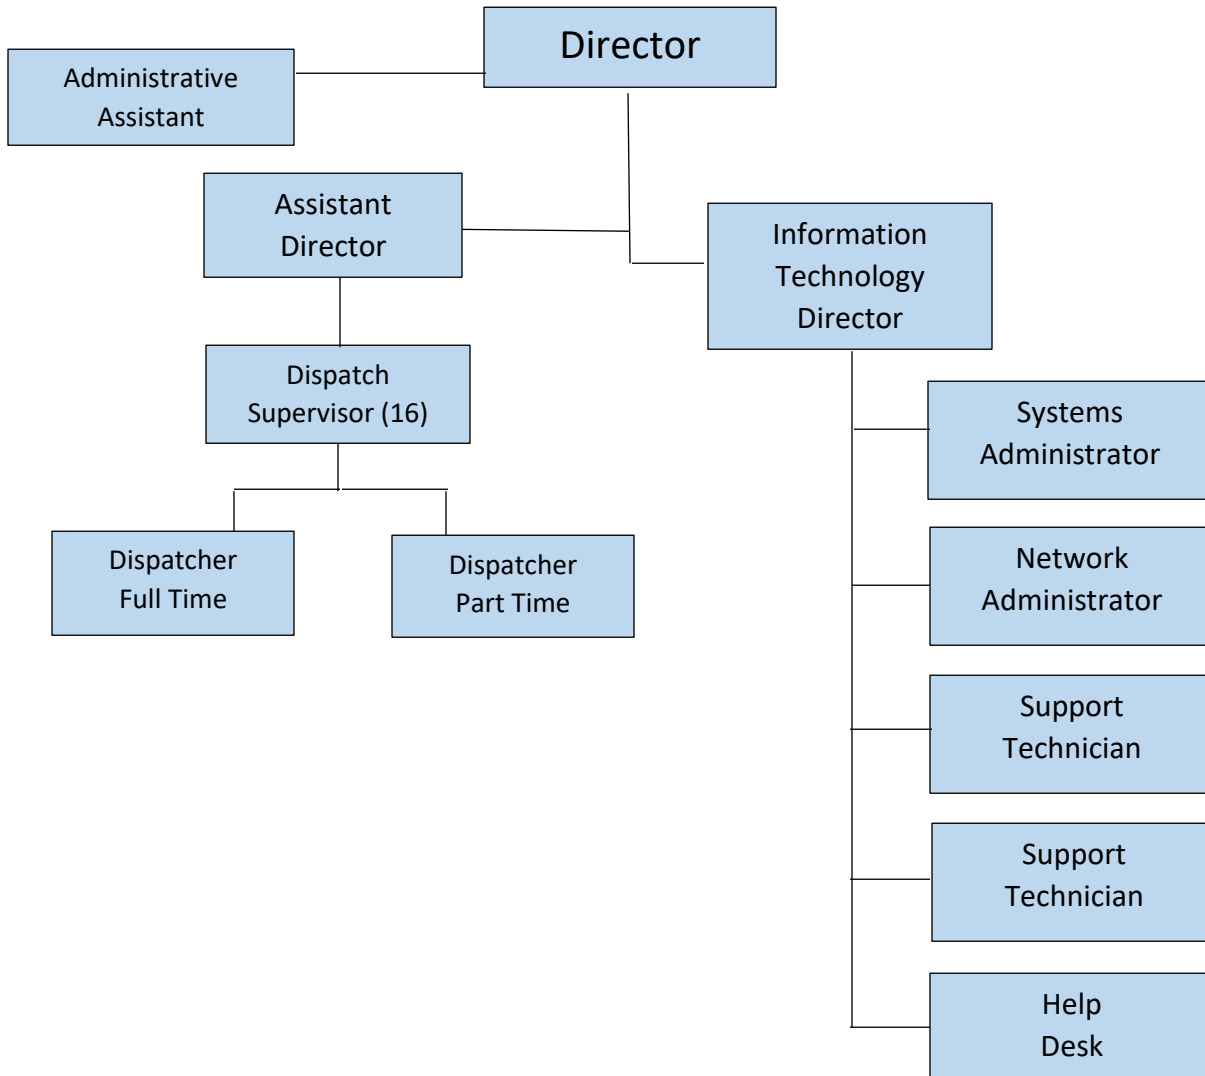 Director
Administrative
Assistant
Assistant
Director
Information
Technology
Director
Dispatch
Supervisor (16)
Systems
Administrator
Dispatcher
Full Time
Dispatcher
Part Time
Network
Administrator
Support
Technician
Support
Technician
Help
Desk